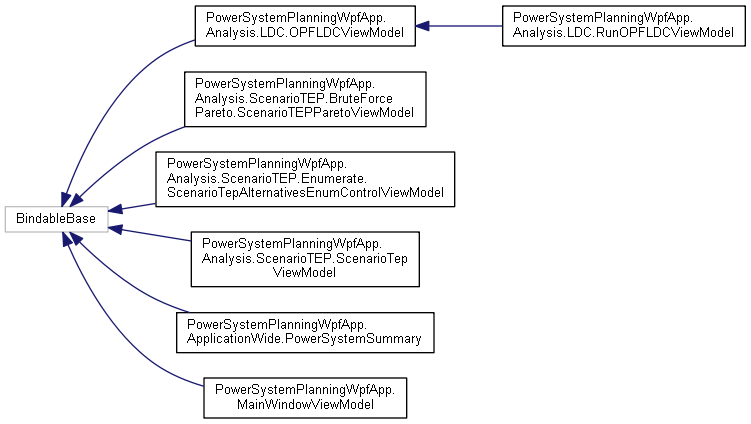 PowerSystemPlanningWpfApp.
Analysis.LDC.OPFLDCViewModel
PowerSystemPlanningWpfApp.
Analysis.LDC.RunOPFLDCViewModel
PowerSystemPlanningWpfApp.
Analysis.ScenarioTEP.BruteForce
Pareto.ScenarioTEPParetoViewModel
PowerSystemPlanningWpfApp.
Analysis.ScenarioTEP.Enumerate.
ScenarioTepAlternativesEnumControlViewModel
BindableBase
PowerSystemPlanningWpfApp.
Analysis.ScenarioTEP.ScenarioTep
ViewModel
PowerSystemPlanningWpfApp.
ApplicationWide.PowerSystemSummary
PowerSystemPlanningWpfApp.
MainWindowViewModel